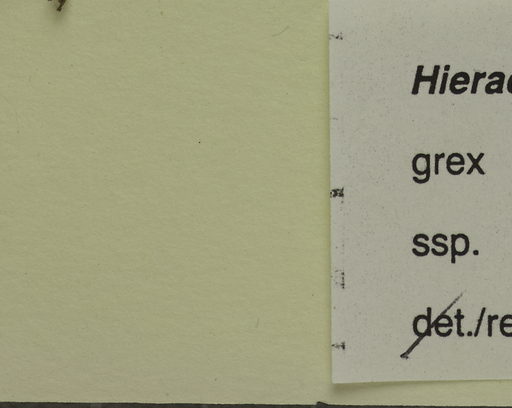 Hierac
grex
ssp.
det./re